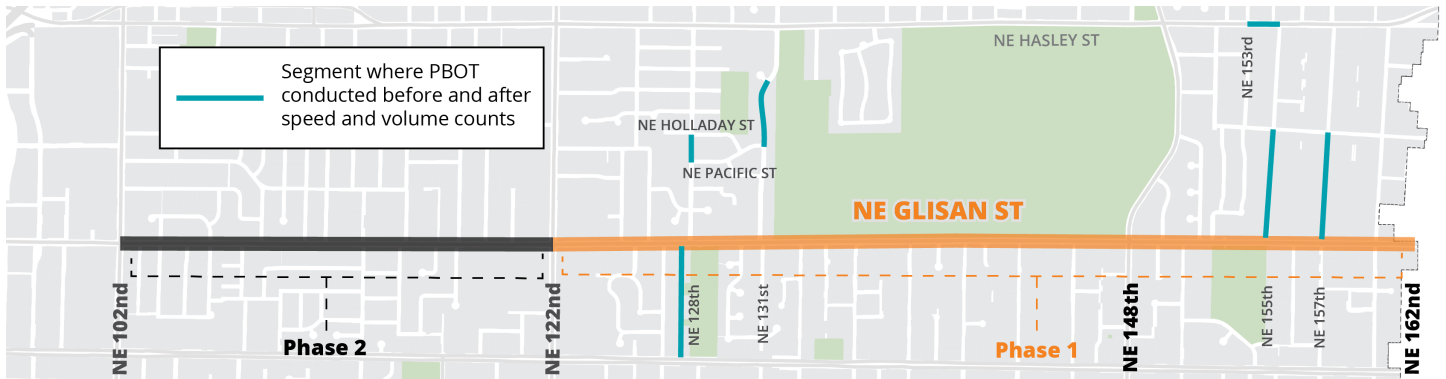 Segment where PBOT
conducted before and after
speed and volume counts
NE HASLEY ST
NE 153rd
NE HOLLADAY ST
NE PACIFIC ST
NE GLISAN ST
NE 102nd
Phase 2
NE 122nd
NE 128th
NE 131st
Phase 1
NE 148th
NE 155th
NE 157th
NE 162nd